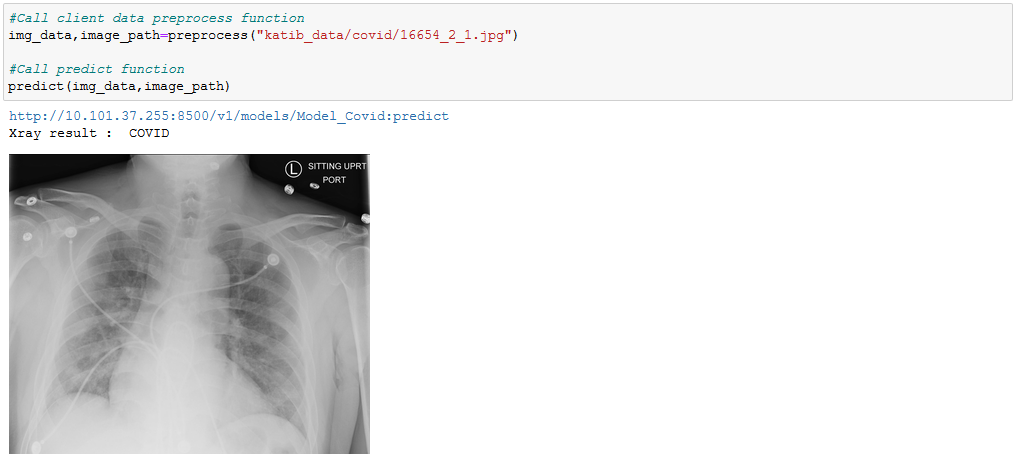 #Call client data preprocess function
img_data,image_path=preprocess("katib_data/covid/16654_2_1.jpg")
#Call predict function
predict(img_data,image_path)
http://10.101.37.255:8500/v1/models/Model_Covid:predict
Xray result :  COVID
L SITTING UPRT
PORT